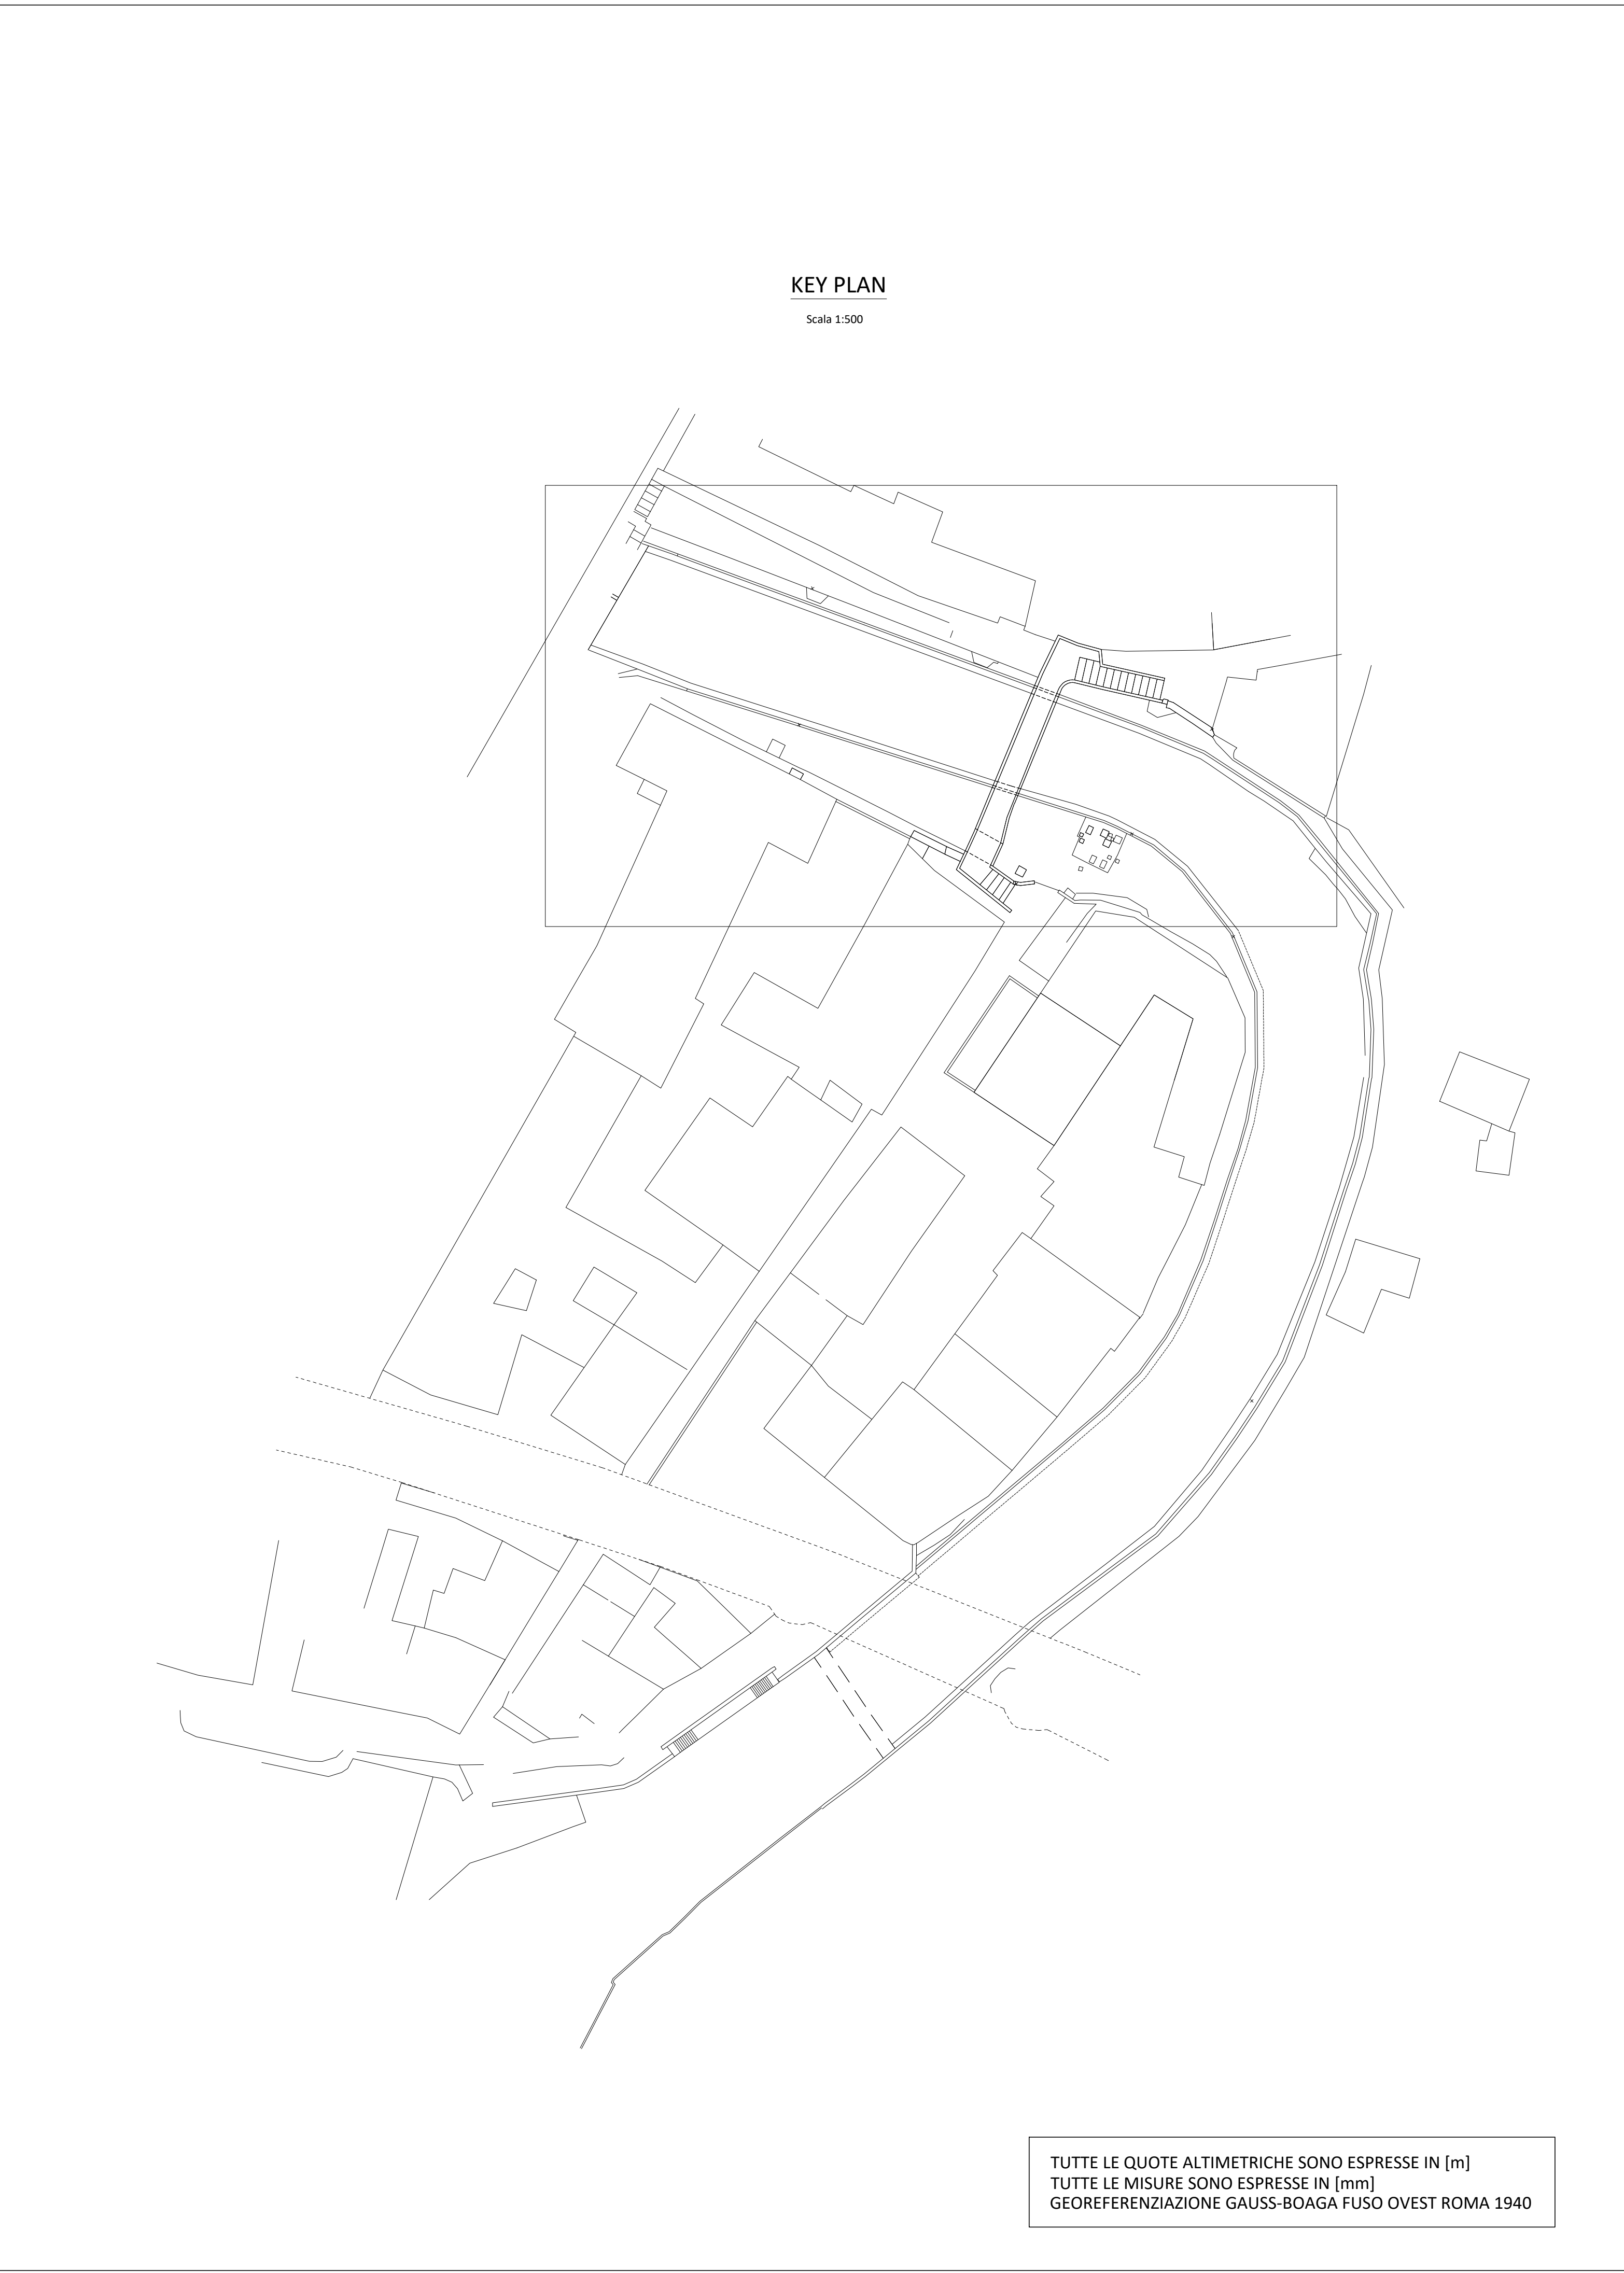 KEY PLAN
Scala 1:500
TUTTE LE QUOTE ALTIMETRICHE SONO ESPRESSE IN [m]
TUTTE LE MISURE SONO ESPRESSE IN [mm]
GEOREFERENZIAZIONE GAUSS-BOAGA FUSO OVEST ROMA 1940